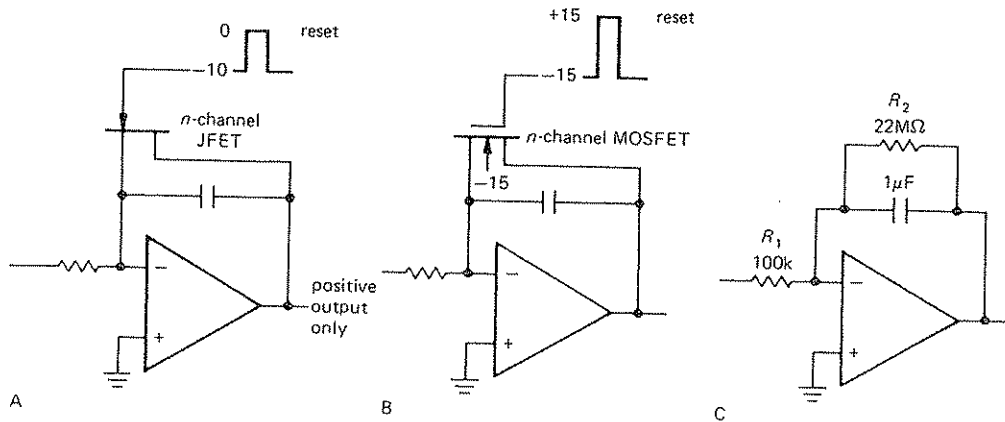 0
reset
−10
n-channel
JFET
positive
output
only
−
+
A
+15
reset
−15
n-channel MOSFET
−15
−
+
B
R₂
22MΩ
1μF
R₁
100k
−
+
C